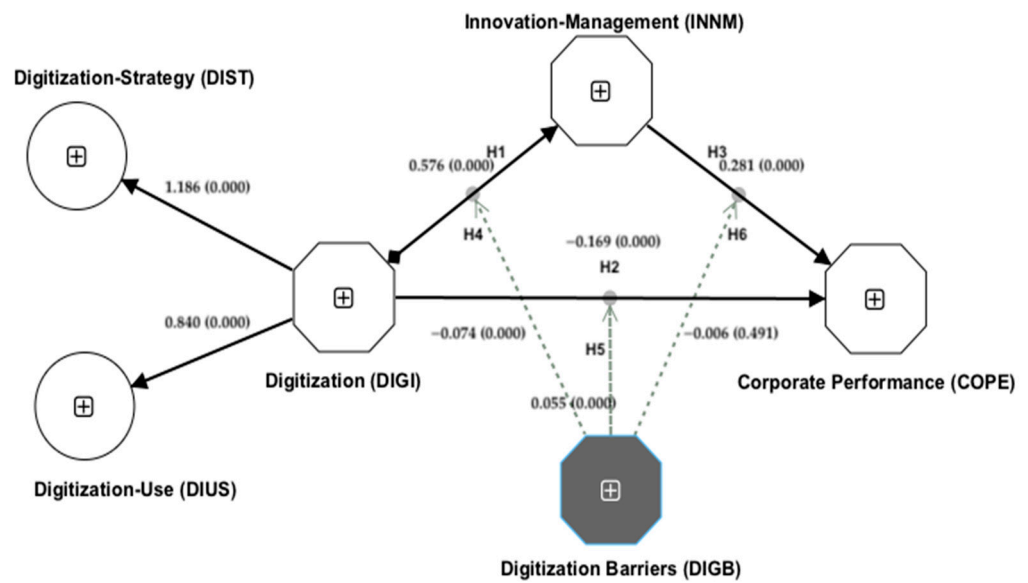 Innovation-Management (INNM)
Digitization-Strategy (DIST)
H1
0.576 (0.000)
H3
0.281 (0.000)
1.186 (0.000)
H4
H6
−0.169 (0.000)
H2
0.840 (0.000)
−0.074 (0.000)
−0.006 (0.491)
H5
Digitization (DIGI)
Corporate Performance (COPE)
0.055 (0.000)
Digitization-Use (DIUS)
Digitization Barriers (DIGB)